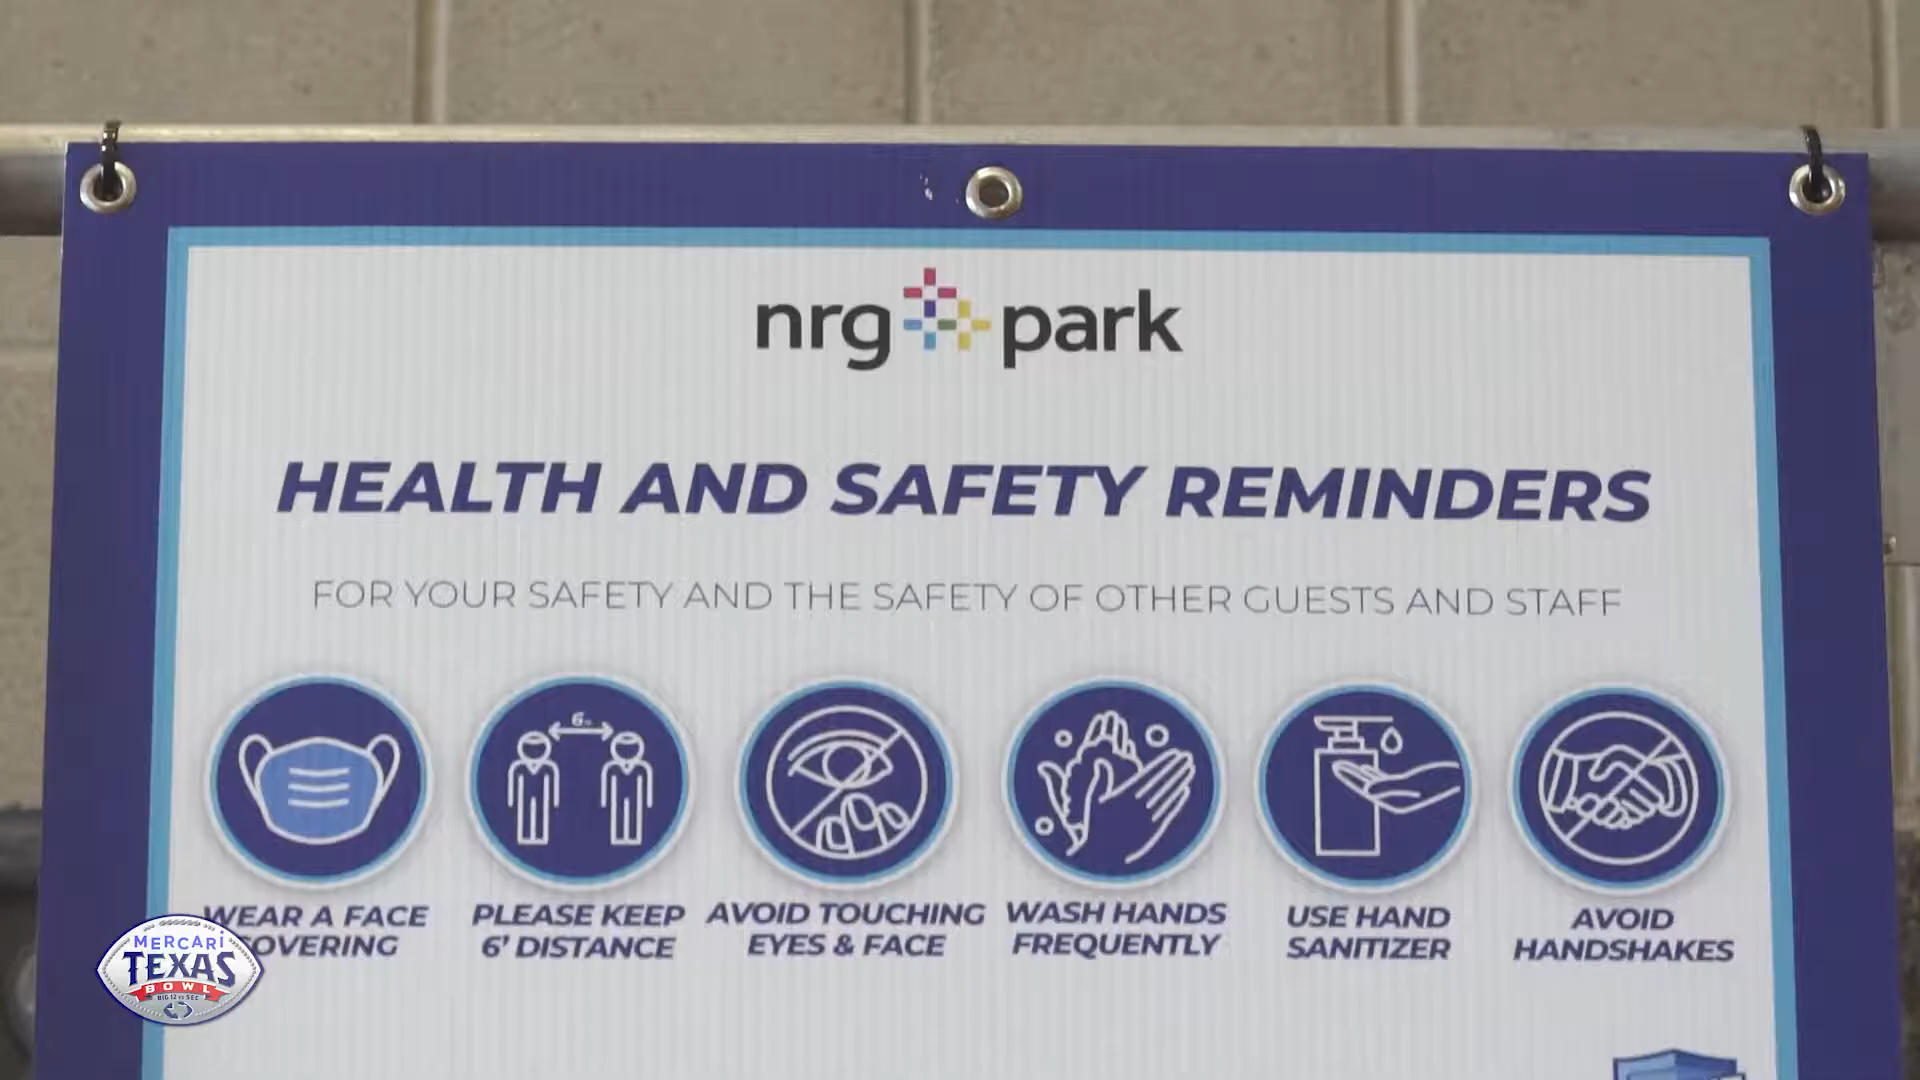 nrg park
HEALTH AND SAFETY REMINDERS
FOR YOUR SAFETY AND THE SAFETY OF OTHER GUESTS AND STAFF
6'
WEAR A FACE
COVERING
PLEASE KEEP
6' DISTANCE
AVOID TOUCHING
EYES & FACE
WASH HANDS
FREQUENTLY
USE HAND
SANITIZER
AVOID
HANDSHAKES
MERCARI
TEXAS
BOWL
BIG 12 vs SEC